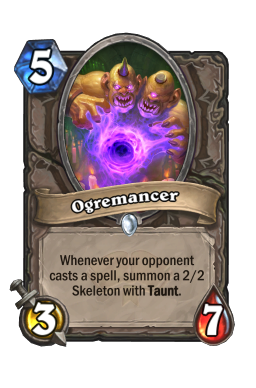 5
Ogremancer
Whenever your opponent
casts a spell, summon a 2/2
Skeleton with Taunt.
3
7